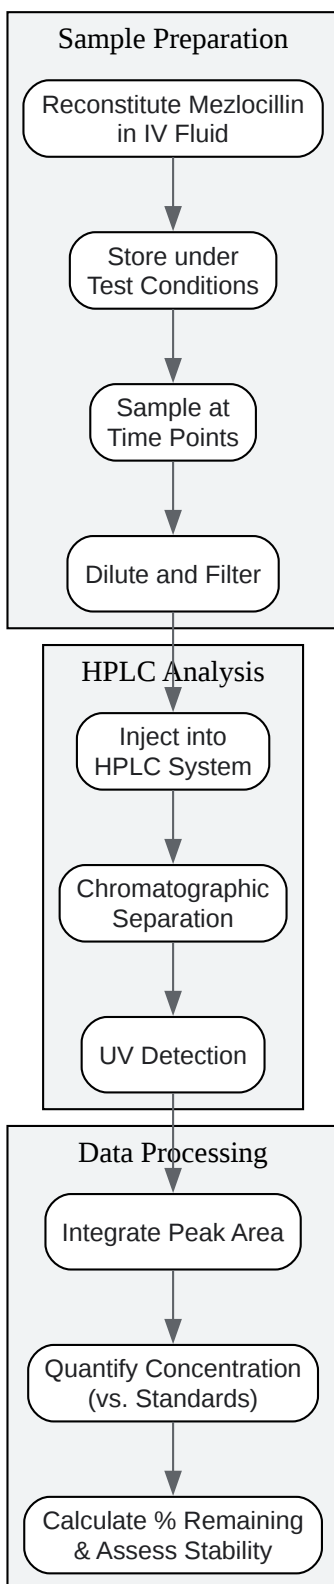 Sample Preparation
Reconstitute Mezlocillin
in IV Fluid
Store under
Test Conditions
Sample at
Time Points
Dilute and Filter
HPLC Analysis
Inject into
HPLC System
Chromatographic
Separation
UV Detection
Data Processing
Integrate Peak Area
Quantify Concentration
(vs. Standards)
Calculate % Remaining
& Assess Stability